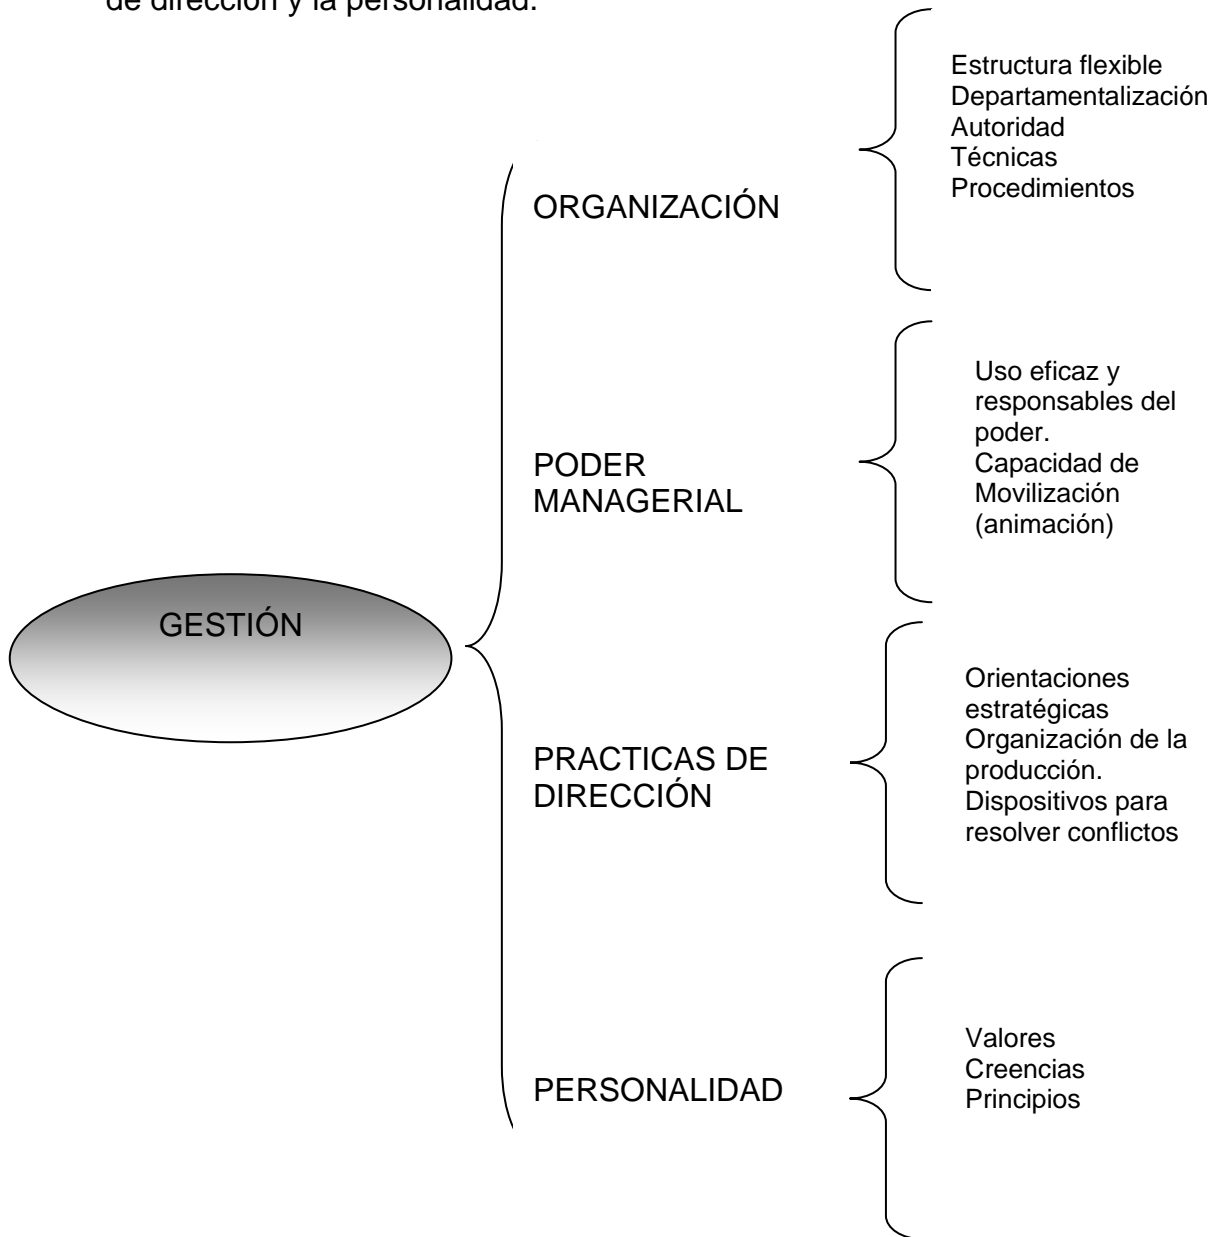 de dirección y la personalidad.
Estructura flexible
Departamentalización
Autoridad
Técnicas
Procedimientos
ORGANIZACIÓN
Uso eficaz y
responsables del
poder.
Capacidad de
Movilización
(animación)
PODER
MANAGERIAL
GESTIÓN
Orientaciones
estratégicas
Organización de la
producción.
Dispositivos para
resolver conflictos
PRACTICAS DE
DIRECCIÓN
Valores
Creencias
Principios
PERSONALIDAD